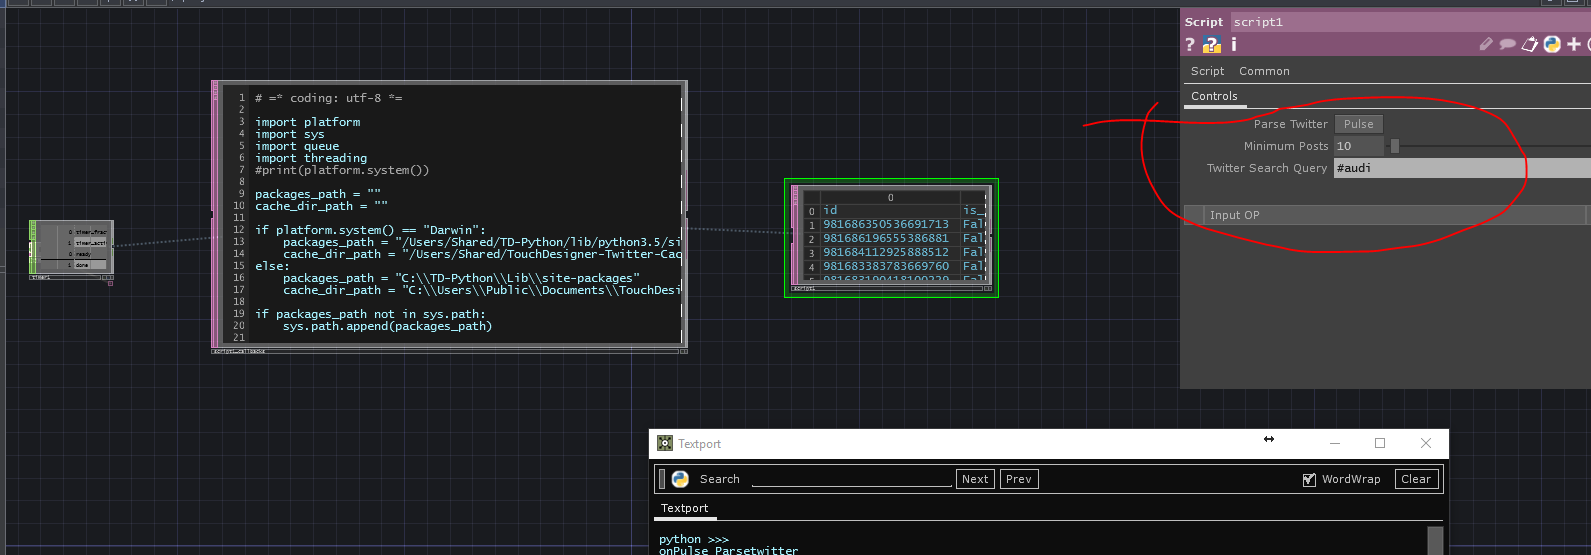 Script script1
? ? i
Script Common
Controls
Parse Twitter Pulse
Minimum Posts 10
Twitter Search Query #audi
Input OP
1 # =* coding: utf-8 *=
2
3 import platform
4 import sys
5 import queue
6 import threading
7 #print(platform.system())
8
9 packages_path = ""
10 cache_dir_path = ""
11
12 if platform.system() == "Darwin":
13 packages_path = "/Users/Shared/TD-Python/lib/python3.5/si
14 cache_dir_path = "/Users/Shared/TouchDesigner-Twitter-Cac
15 else:
16 packages_path = "C:\\TD-Python\\Lib\\site-packages"
17 cache_dir_path = "C:\\Users\\Public\\Documents\\TouchDesi
18
19 if packages_path not in sys.path:
20 sys.path.append(packages_path)
21
script1_callbacks
0 timer_frac
1 timer_acti
0 ready
1 done
timer1
0
0 id is_
1 981686350536691713 Fal
2 981686196555386881 Fal
3 981684112925888512 Fal
4 981683383783669760 Fal
5 981683190418100229 Fal
script1
Textport
Search Next Prev WordWrap Clear
Textport
python >>>
onPulse Parsetwitter